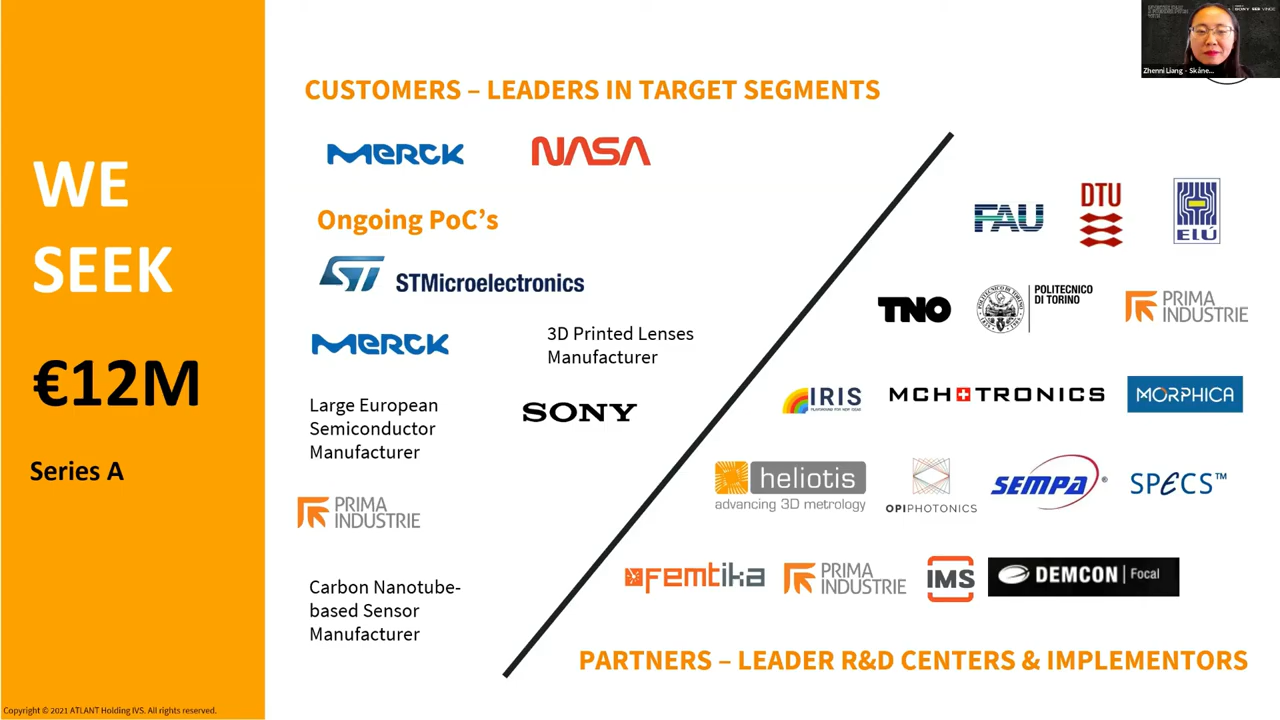 WE
SEEK
€12M
Series A
Copyright © 2021 ATLANT Holding IVS. All rights reserved.
CUSTOMERS – LEADERS IN TARGET SEGMENTS
MERCK
NASA
Ongoing PoC's
ST
STMicroelectronics
MERCK
3D Printed Lenses
Manufacturer
Large European
Semiconductor
Manufacturer
SONY
PRIMA
INDUSTRIE
Carbon Nanotube-
based Sensor
Manufacturer
FAU
DTU
ELÚ
TNO
POLITECNICO
DI TORINO
PRIMA
INDUSTRIE
IRIS
MCH TRONICS
MORPHICA
heliotis
advancing 3D metrology
OPIPHOTONICS
SEMPA®
SPECS™
femtika
PRIMA
INDUSTRIE
IMS
DEMCON Focal
PARTNERS – LEADER R&D CENTERS & IMPLEMENTORS
Zhenni Liang - Skåne...